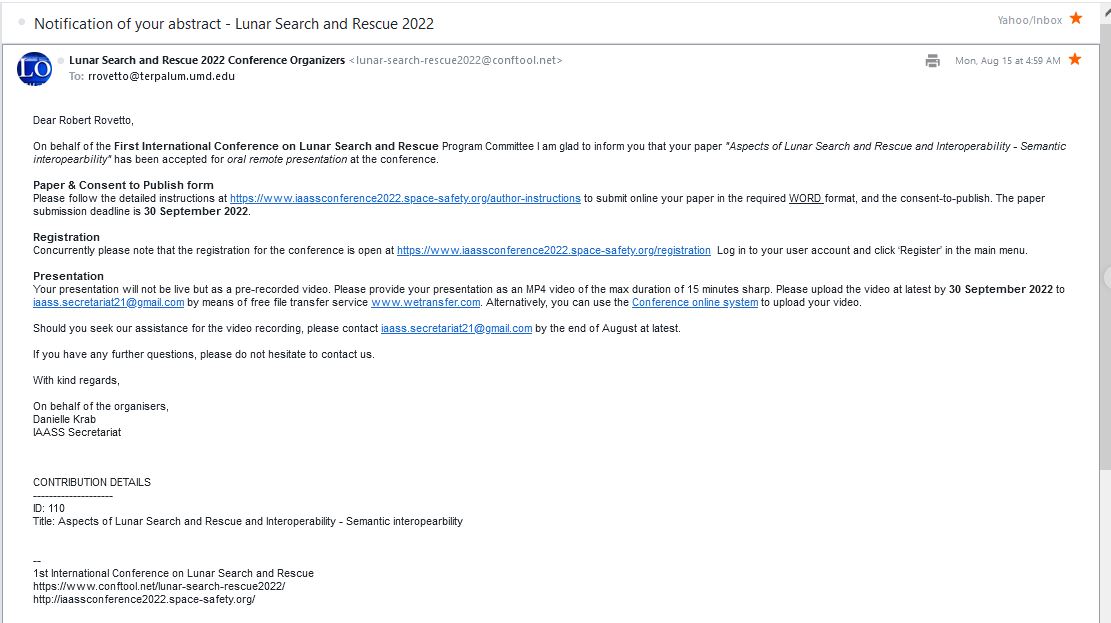 Notification of your abstract - Lunar Search and Rescue 2022
Yahoo/Inbox
LO
Lunar Search and Rescue 2022 Conference Organizers <lunar-search-rescue2022@conftool.net>
Mon, Aug 15 at 4:59 AM
To: rrovetto@terpalum.umd.edu
Dear Robert Rovetto,
On behalf of the First International Conference on Lunar Search and Rescue Program Committee I am glad to inform you that your paper "Aspects of Lunar Search and Rescue and Interoperability - Semantic
interopearbility" has been accepted for oral remote presentation at the conference.
Paper & Consent to Publish form
Please follow the detailed instructions at https://www.iaassconference2022.space-safety.org/author-instructions to submit online your paper in the required WORD format, and the consent-to-publish. The paper
submission deadline is 30 September 2022.
Registration
Concurrently please note that the registration for the conference is open at https://www.iaassconference2022.space-safety.org/registration Log in to your user account and click ‘Register’ in the main menu.
Presentation
Your presentation will not be live but as a pre-recorded video. Please provide your presentation as an MP4 video of the max duration of 15 minutes sharp. Please upload the video at latest by 30 September 2022 to
iaass.secretariat21@gmail.com by means of free file transfer service www.wetransfer.com. Alternatively, you can use the Conference online system to upload your video.
Should you seek our assistance for the video recording, please contact iaass.secretariat21@gmail.com by the end of August at latest.
If you have any further questions, please do not hesitate to contact us.
With kind regards,
On behalf of the organisers,
Danielle Krab
IAASS Secretariat
CONTRIBUTION DETAILS
--------------------
ID: 110
Title: Aspects of Lunar Search and Rescue and Interoperability - Semantic interopearbility
--
1st International Conference on Lunar Search and Rescue
https://www.conftool.net/lunar-search-rescue2022/
http://iaassconference2022.space-safety.org/